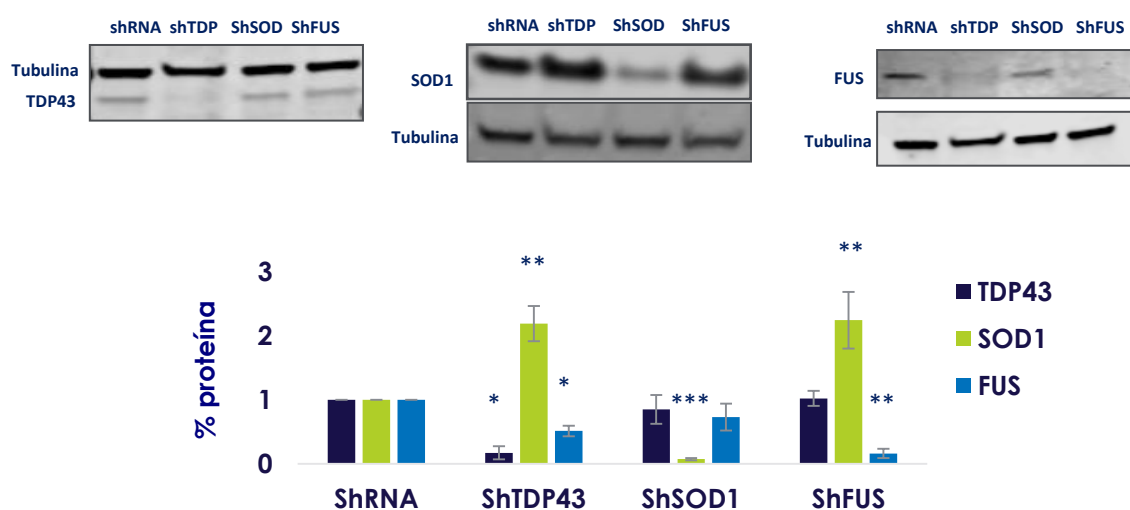 shRNA shTDP ShSOD ShFUS
Tubulina
TDP43
shRNA shTDP ShSOD ShFUS
SOD1
Tubulina
shRNA shTDP ShSOD ShFUS
FUS
Tubulina
% proteína
3
2
1
0
* ** *
***
** **
ShRNA ShTDP43 ShSOD1 ShFUS
TDP43
SOD1
FUS